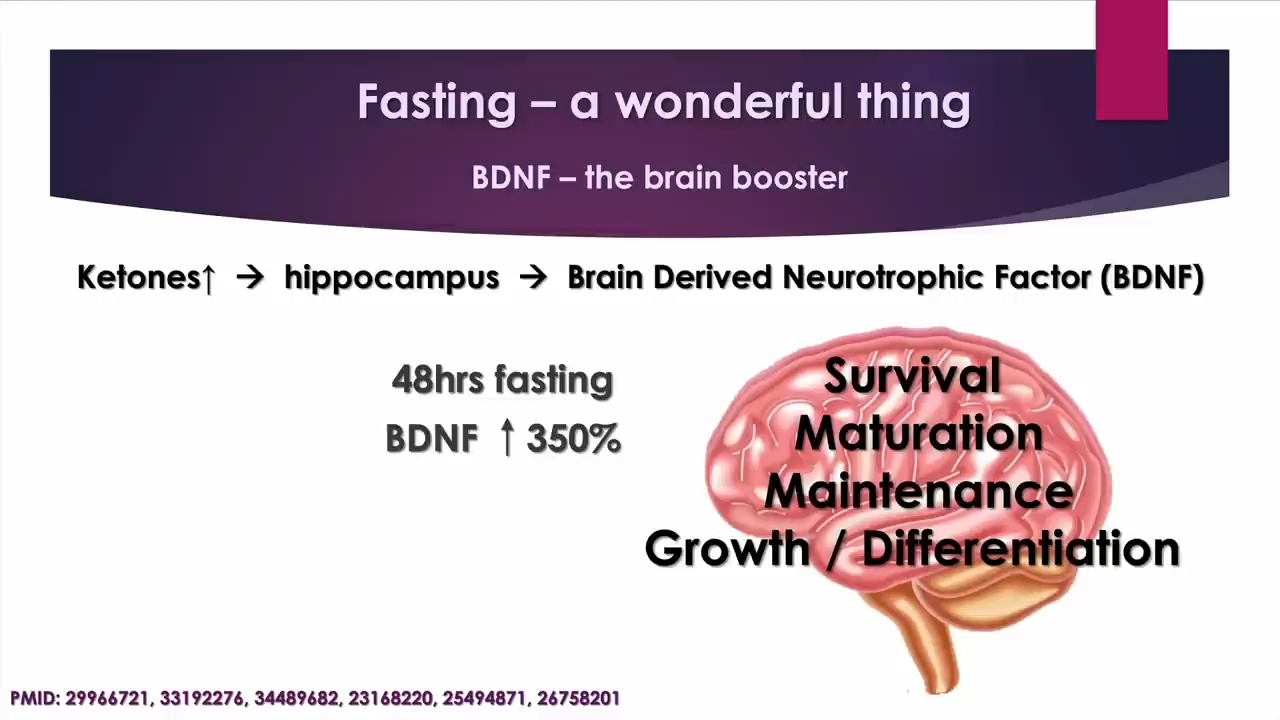 Fasting – a wonderful thing
BDNF – the brain booster
Ketones↑ → hippocampus → Brain Derived Neurotrophic Factor (BDNF)
48hrs fasting
BDNF ↑ 350%
Survival
Maturation
Maintenance
Growth / Differentiation
PMID: 29966721, 33192276, 34489682, 23168220, 25494871, 26758201